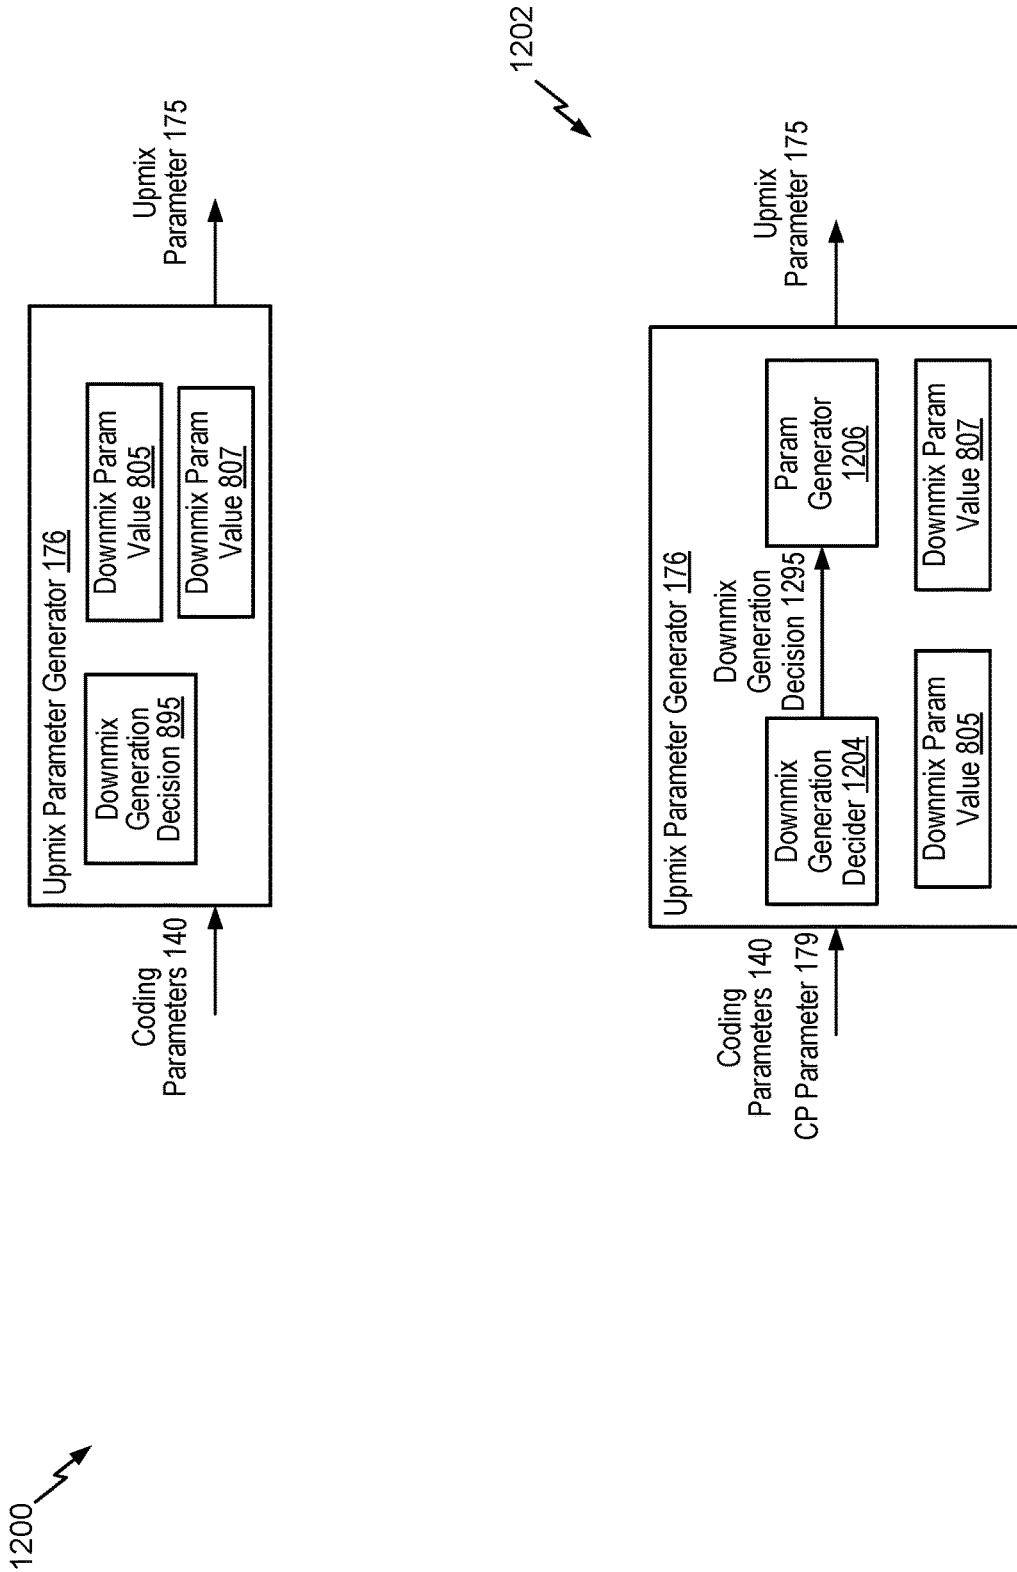 1200
Upmix Parameter Generator 176
Coding
Parameters 140
Downmix
Generation
Decision 895
Downmix Param
Value 805
Downmix Param
Value 807
Upmix
Parameter 175
1202
Upmix Parameter Generator 176
Coding
Parameters 140
CP Parameter 179
Downmix
Generation
Decider 1204
Downmix
Generation
Decision 1295
Param
Generator
1206
Downmix Param
Value 805
Downmix Param
Value 807
Upmix
Parameter 175